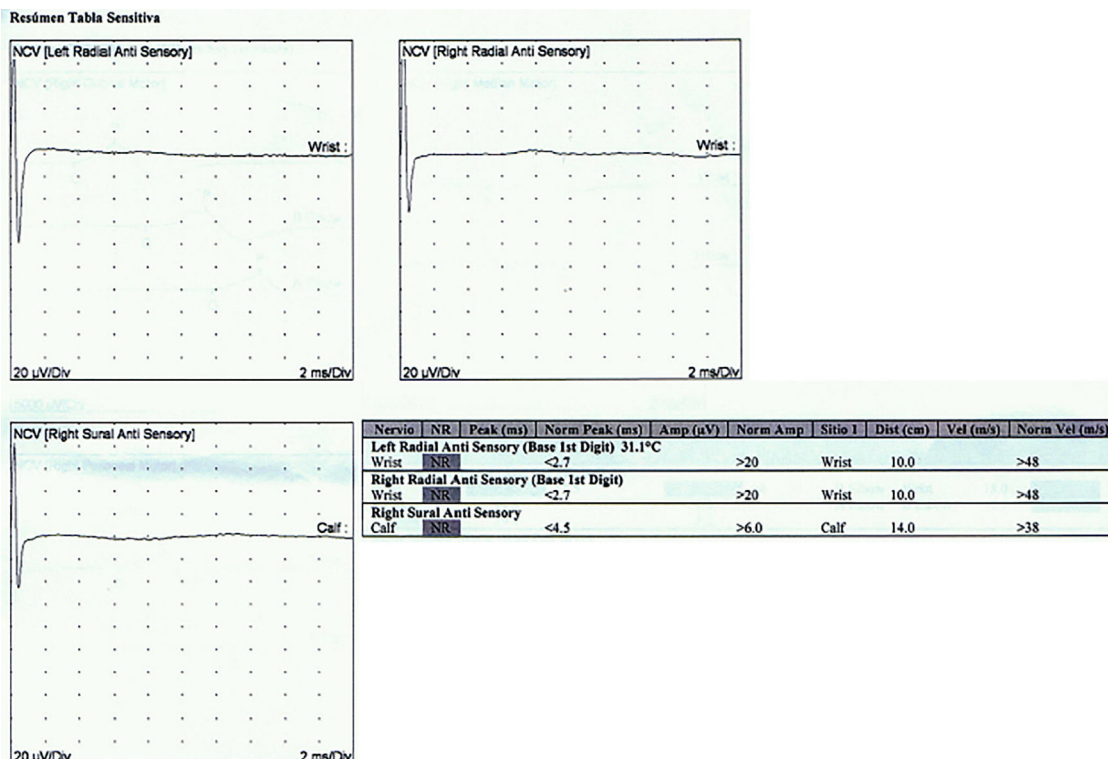 Resúmen Tabla Sensitiva
NCV [Left Radial Anti Sensory]
Wrist :
20 µV/Div 2 ms/Div
NCV [Right Radial Anti Sensory]
Wrist :
20 µV/Div 2 ms/Div
NCV [Right Sural Anti Sensory]
Calf :
20 µV/Div 2 ms/Div
Nervio NR Peak (ms) Norm Peak (ms) Amp (µV) Norm Amp Sitio 1 Dist (cm) Vel (m/s) Norm Vel (m/s)
Left Radial Anti Sensory (Base 1st Digit) 31.1°C
Wrist NR <2.7 >20 Wrist 10.0 >48
Right Radial Anti Sensory (Base 1st Digit)
Wrist NR <2.7 >20 Wrist 10.0 >48
Right Sural Anti Sensory
Calf NR <4.5 >6.0 Calf 14.0 >38